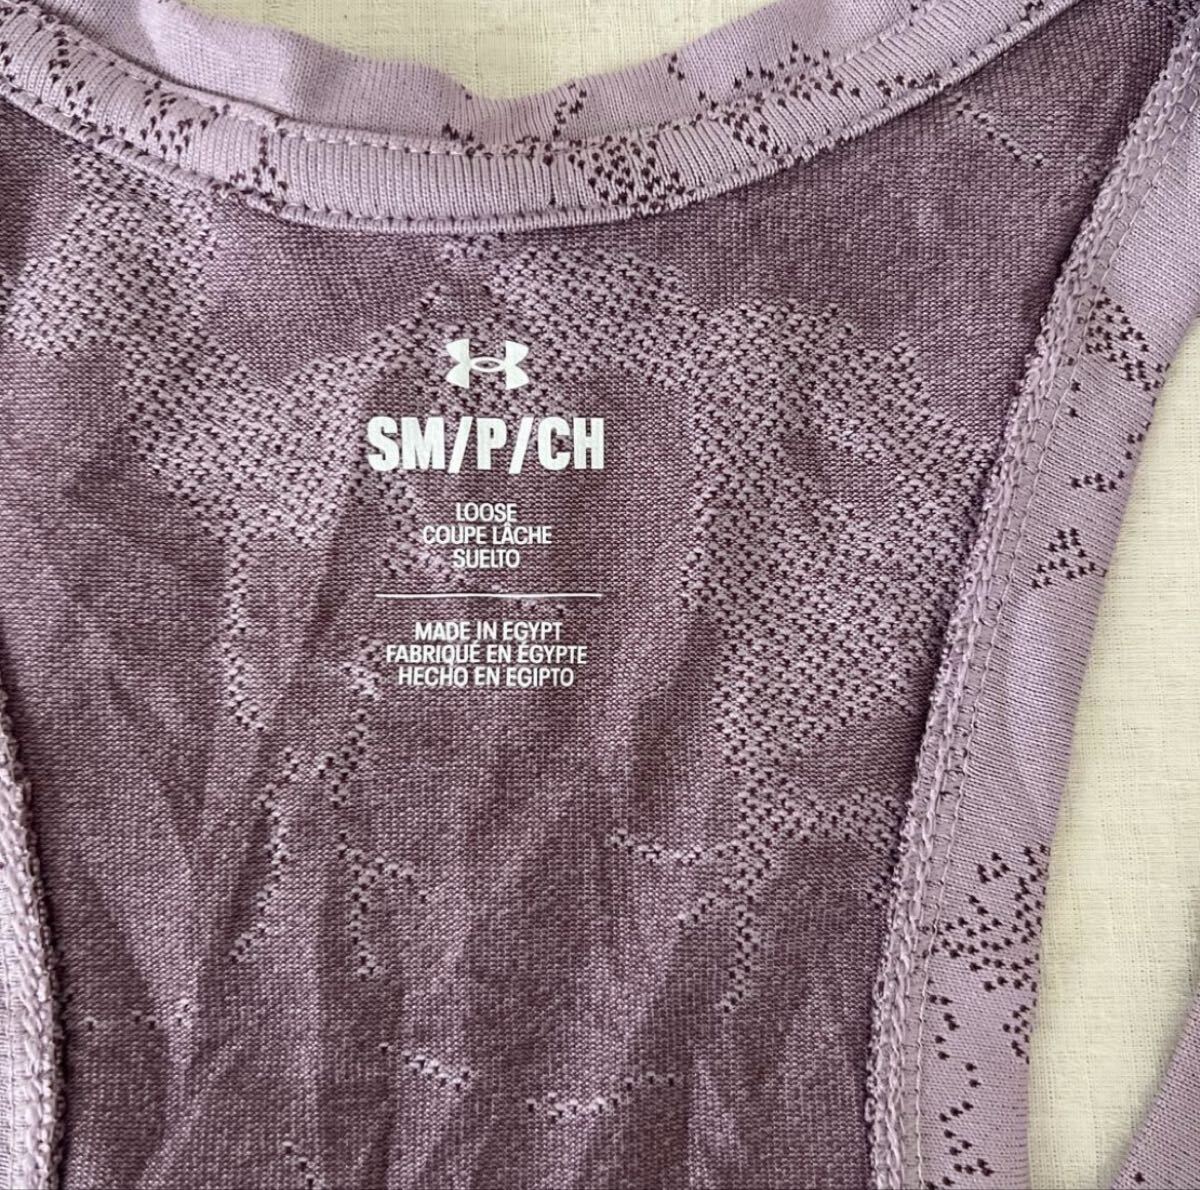 SM/P/CH
LOOSE
COUPE LÂCHE
SUELTO
MADE IN EGYPT
FABRIQUÉ EN ÉGYPTE
HECHO EN EGIPTO